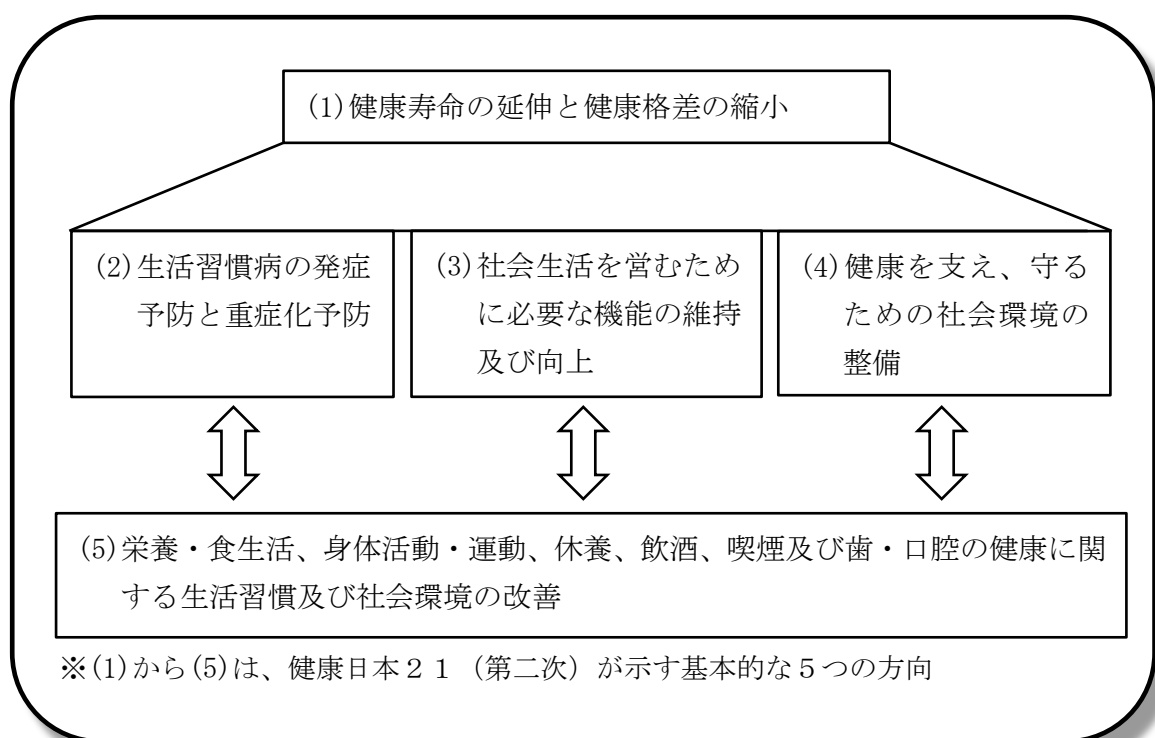 (1)健康寿命の延伸と健康格差の縮小
(2)生活習慣病の発症
予防と重症化予防
(3)社会生活を営むため
に必要な機能の維持
及び向上
(4)健康を支え、守る
ための社会環境の
整備
(5)栄養・食生活、身体活動・運動、休養、飲酒、喫煙及び歯・口腔の健康に関
する生活習慣及び社会環境の改善
※(1)から(5)は、健康日本２１（第二次）が示す基本的な５つの方向